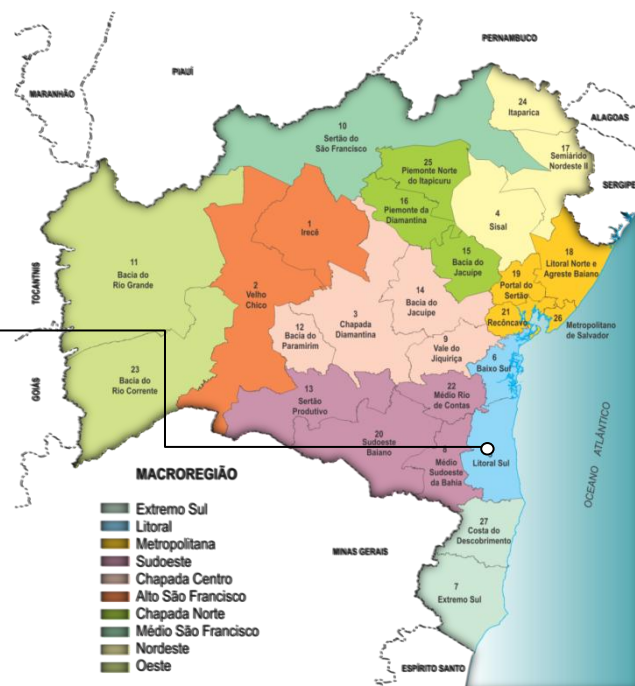 PERNAMBUCO
PIAUÍ
MARANHÃO
ALAGOAS
SERGIPE
TOCANTNIS
GOIÁS
MINAS GERAIS
ESPÍRITO SANTO
OCEANO ATLÂNTICO
24
Itaparica
17
Semiárido
Nordeste II
10
Sertão do
São Francisco
25
Piemonte Norte
do Itapicuru
16
Piemonte da
Diamantina
4
Sisal
1
Irecê
18
Litoral Norte e
Agreste Baiano
15
Bacia do
Jacuipe
11
Bacia do
Rio Grande
19
Portal do
Sertão
2
Velho
Chico
14
Bacia do
Jacuipe
3
Chapada
Diamantina
21
Recôncavo
26
Metropolitano
de Salvador
12
Bacia do
Paramirim
9
Vale do
Jiquiriça
6
Baixo Sul
23
Bacia do
Rio Corrente
13
Sertão
Produtivo
22
Médio Rio
de Contas
20
Sudoeste
Baiano
8
Médio
Sudoeste
da Bahia
Litoral Sul
27
Costa do
Descobrimento
7
Extremo Sul
MACROREGIÃO
Extremo Sul
Litoral
Metropolitana
Sudoeste
Chapada Centro
Alto São Francisco
Chapada Norte
Médio São Francisco
Nordeste
Oeste